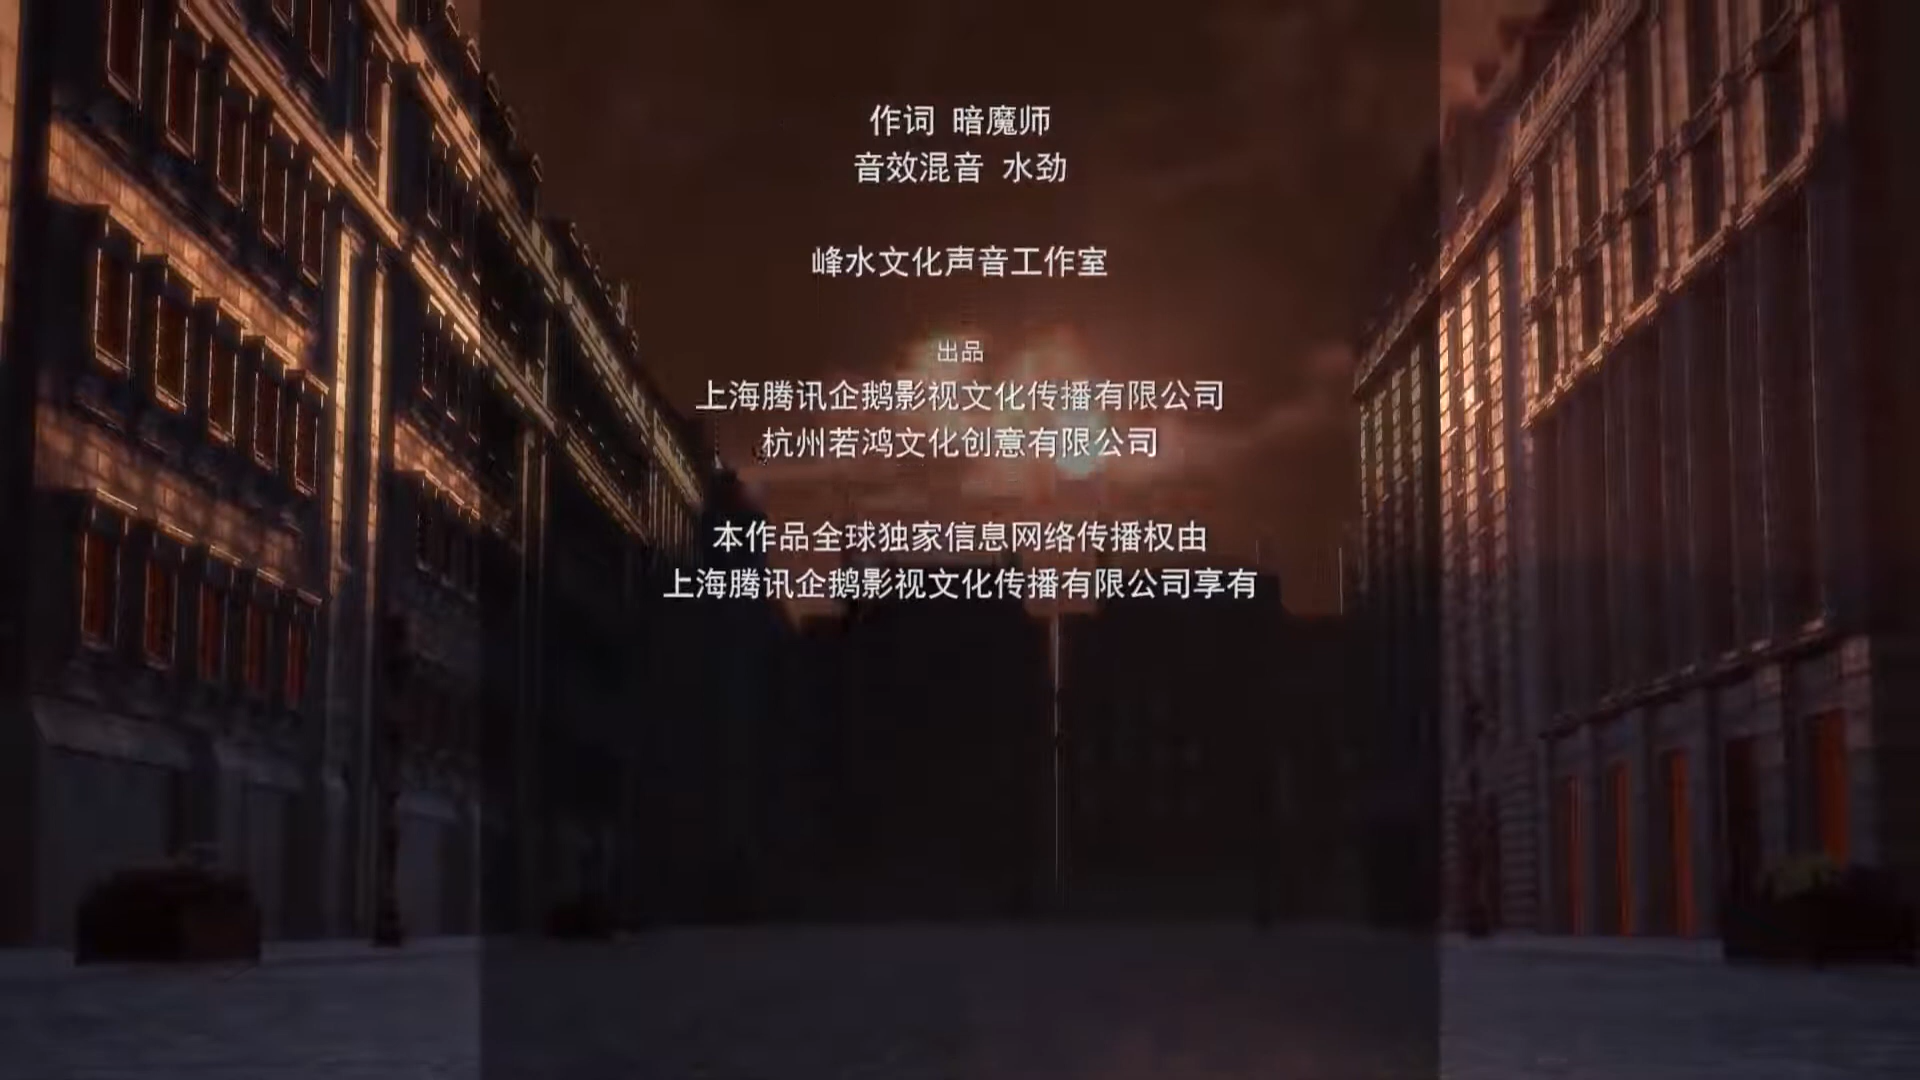 作词 暗魔师
音效混音 水劲
峰水文化声音工作室
出品
上海腾讯企鹅影视文化传播有限公司
杭州若鸿文化创意有限公司
本作品全球独家信息网络传播权由
上海腾讯企鹅影视文化传播有限公司享有